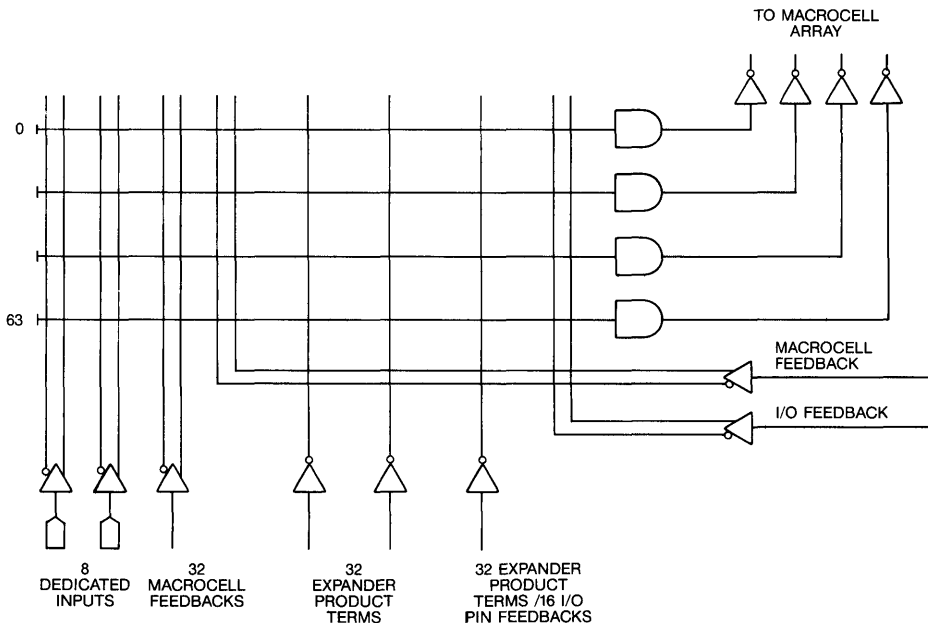 TO MACROCELL
ARRAY
0
63
MACROCELL
FEEDBACK
I/O FEEDBACK
8
DEDICATED
INPUTS
32
MACROCELL
FEEDBACKS
32
EXPANDER
PRODUCT
TERMS
32 EXPANDER
PRODUCT
TERMS /16 I/O
PIN FEEDBACKS